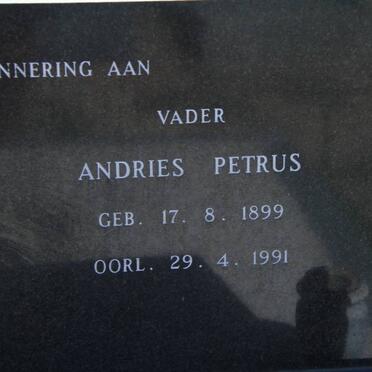 NNERING AAN
VADER
ANDRIES PETRUS
GEB. 17. 8. 1899
OORL. 29. 4. 1991